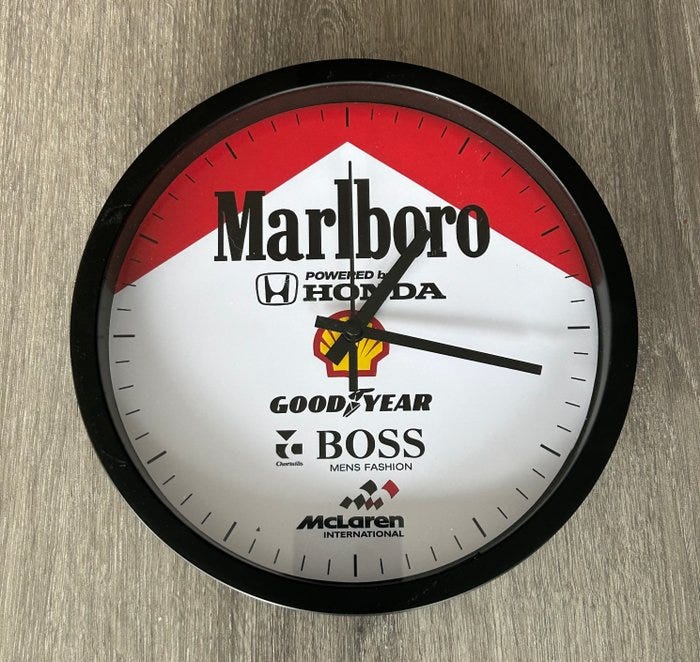 Marlboro
POWERED by
HONDA
GOODYEAR
BOSS
MENS FASHION
McLaren
INTERNATIONAL